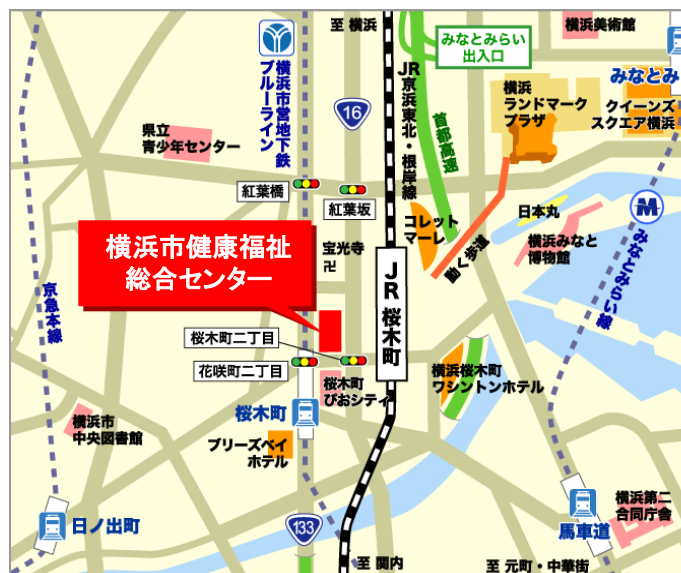 至 横浜
みなとみらい
出入口
横浜美術館
みなとみ
横浜市営地下鉄
ブルーライン
16
JR京浜東北・根岸線
首都高速
横浜
ランドマーク
プラザ
クイーンズ
スクエア横浜
県立
青少年センター
紅葉橋
紅葉坂
コレット
マーレ
動く歩道
日本丸
横浜みなと
博物館
M
みなとみらい線
横浜市健康福祉
総合センター
宝光寺
卍
JR 桜木町
京急本線
桜木町二丁目
花咲町二丁目
桜木町
ぴおシティ
横浜桜木町
ワシントンホテル
桜木町
横浜市
中央図書館
ブリーズベイ
ホテル
日ノ出町
133
至 関内
馬車道
横浜第二
合同庁舎
至 元町・中華街